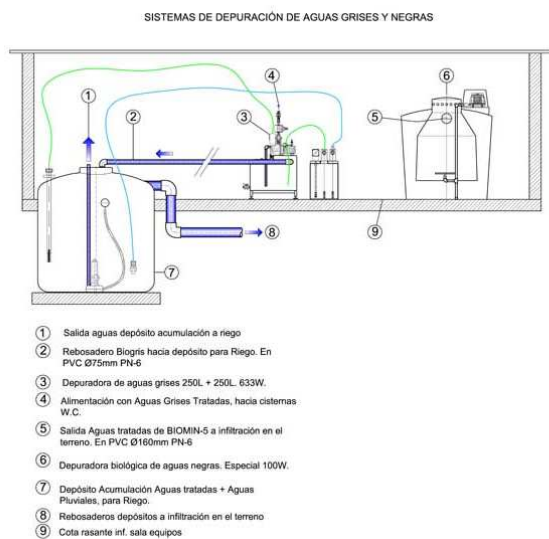 SISTEMAS DE DEPURACIÓN DE AGUAS GRISES Y NEGRAS
4
6
1
2
3
5
8
9
7
1 Salida aguas depósito acumulación a riego
2 Rebosadero Biogris hacia depósito para Riego. En
PVC Ø75mm PN-6
3 Depuradora de aguas grises 250L + 250L. 633W.
4 Alimentación con Aguas Grises Tratadas, hacia cisternas
W.C.
5 Salida Aguas tratadas de BIOMIN-5 a infiltración en el
terreno. En PVC Ø160mm PN-6
6 Depuradora biológica de aguas negras. Especial 100W.
7 Depósito Acumulación Aguas tratadas + Aguas
Pluviales, para Riego.
8 Rebosaderos depósitos a infiltración en el terreno
9 Cota rasante inf. sala equipos